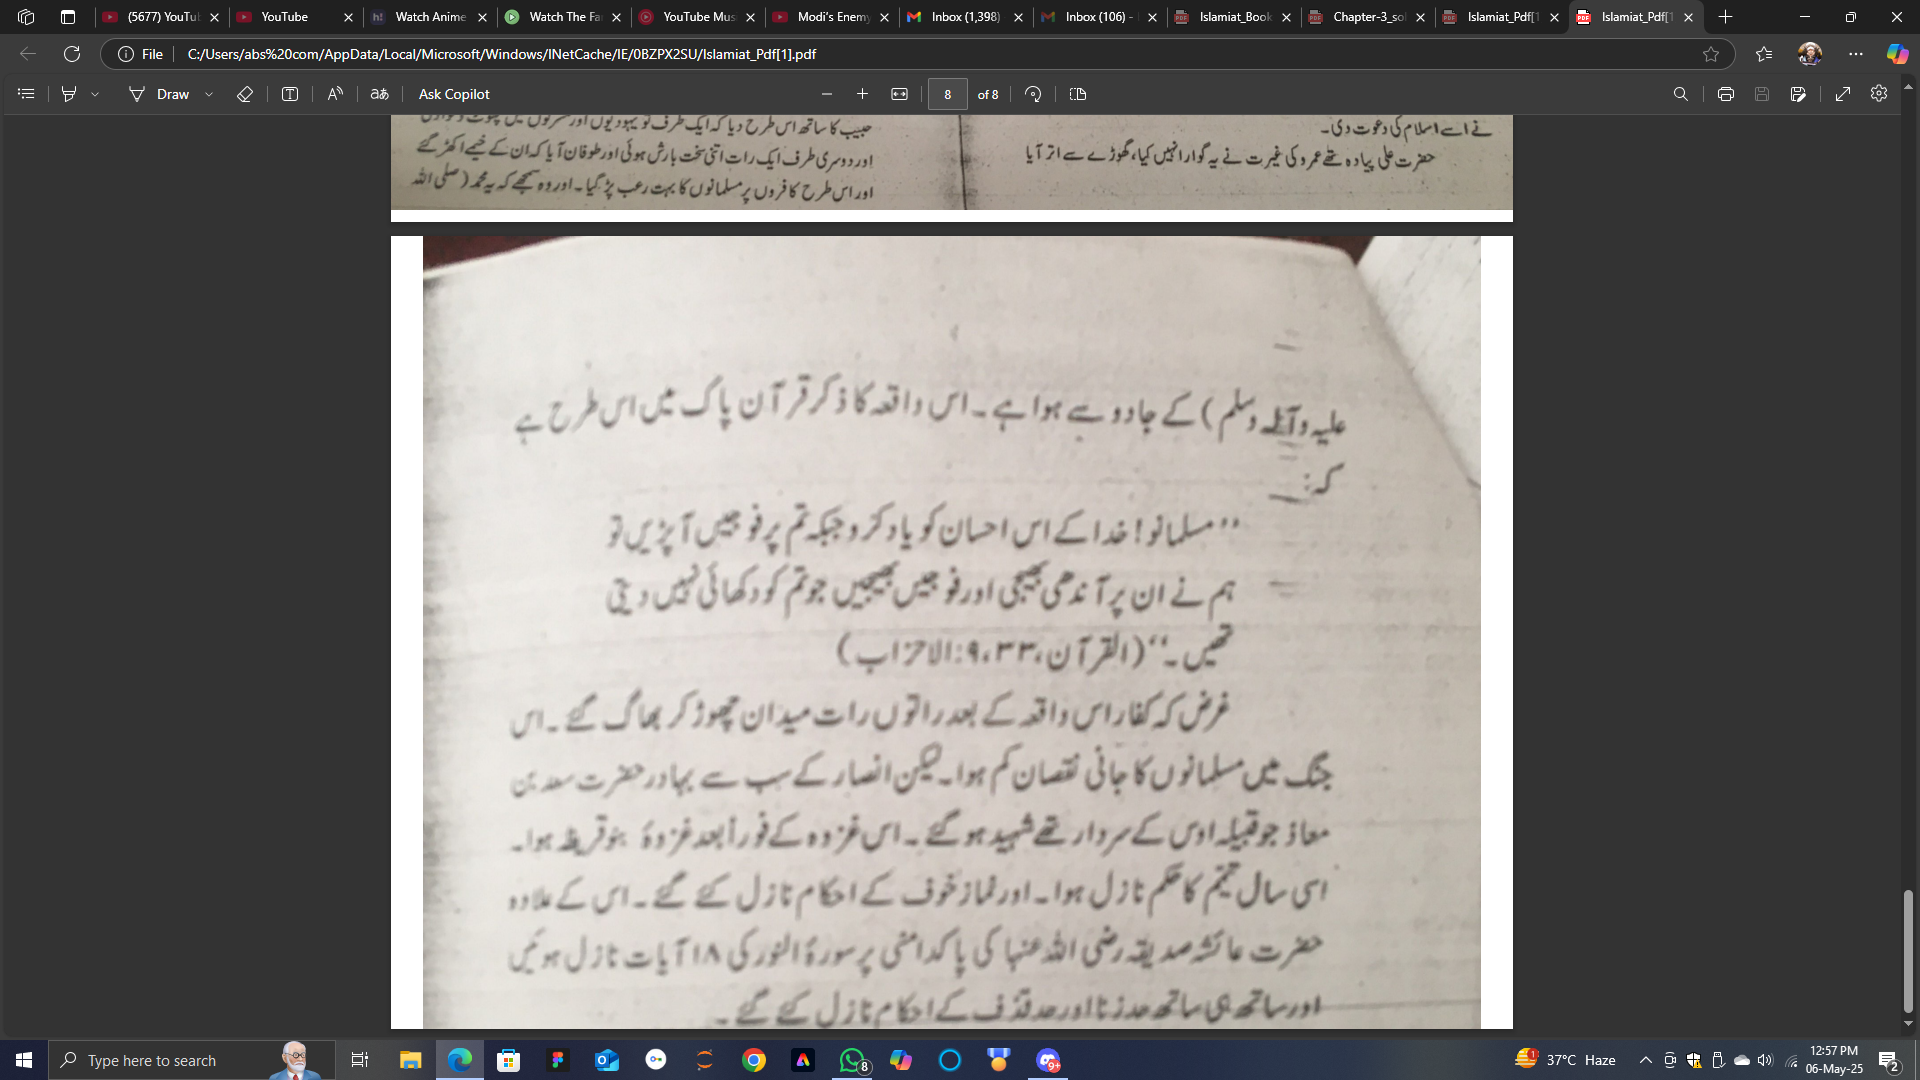 (5677) YouTu
YouTube
Watch Anime
Watch The Fa
YouTube Mus
Modi's Enemy
Inbox (1,398)
Inbox (106) -
Islamiat_Book
Chapter-3_sol
Islamiat_Pdf[1
Islamiat_Pdf[1
File
C:/Users/abs%20com/AppData/Local/Microsoft/Windows/INetCache/IE/0BZPX2SU/Islamiat_Pdf[1].pdf
Draw
Ask Copilot
8 of 8
نے اسے اسلام کی دعوت دی۔
حضرت علی پیادہ تھے عمرو کی غیرت نے یہ گوارا نہیں کیا، گھوڑے سے اتر آیا
حبیب کا ساتھ اس طرح دیا کہ ایک طرف تو یہودیوں اور
اور دوسری طرف ایک رات اتنی سخت بارش ہوئی اور طوفان آیا کہ ان کے خیمے اکھڑ گئے
اور اس طرح کافروں پر مسلمانوں کا بہت رعب پڑ گیا۔ اور وہ سمجھے کہ یہ محمد (صلی اللہ
علیہ وآلہ وسلم) کے جادو سے ہوا ہے۔ اس واقعہ کا ذکر قرآن پاک میں اس طرح ہے
کہ:
’’مسلمانو! خدا کے اس احسان کو یاد کرو جبکہ تم پر فوجیں آ پڑیں تو
ہم نے ان پر آندھی بھیجی اور فوجیں بھیجیں جو تم کو دکھائی نہیں دیتی
تھیں۔‘‘ (القرآن، ۳۳، ۹:الاحزاب)
غرض کہ کفار اس واقعہ کے بعد راتوں رات میدان چھوڑ کر بھاگ گئے۔ اس
جنگ میں مسلمانوں کا جانی نقصان کم ہوا۔ لیکن انصار کے سب سے بہادر حضرت سعد بن
معاذ جو قبیلہ اوس کے سردار تھے شہید ہو گئے۔ اس غزوہ کے فوراً بعد غزوۂ بنو قریظہ ہوا۔
اسی سال تیمّم کا حکم نازل ہوا۔ اور نماز خوف کے احکام نازل کئے گئے۔ اس کے علاوہ
حضرت عائشہ صدیقہ رضی اللہ عنہا کی پاکدامنی پر سورۂ النور کی ۱۸ آیات نازل ہوئیں
اور ساتھ ہی ساتھ حد زنا اور حد قذف کے احکام نازل کئے گئے۔
Type here to search
8
9+
1
37°C Haze
12:57 PM
06-May-25
2